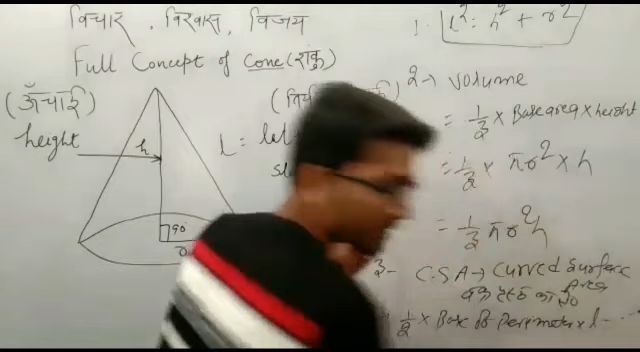 विचार , विश्वास, विजय
Full Concept of Cone (शंकु)
(ऊँचाई)
height
h
90°
l =
1. l² = h² + r²
2→ Volume
= 1/3 × Base area × height
= 1/3 × πr² × h
= 1/3 πr²h
3- C.S.A → Curved Surface
Area
1/2 × Base of Perimeter × l